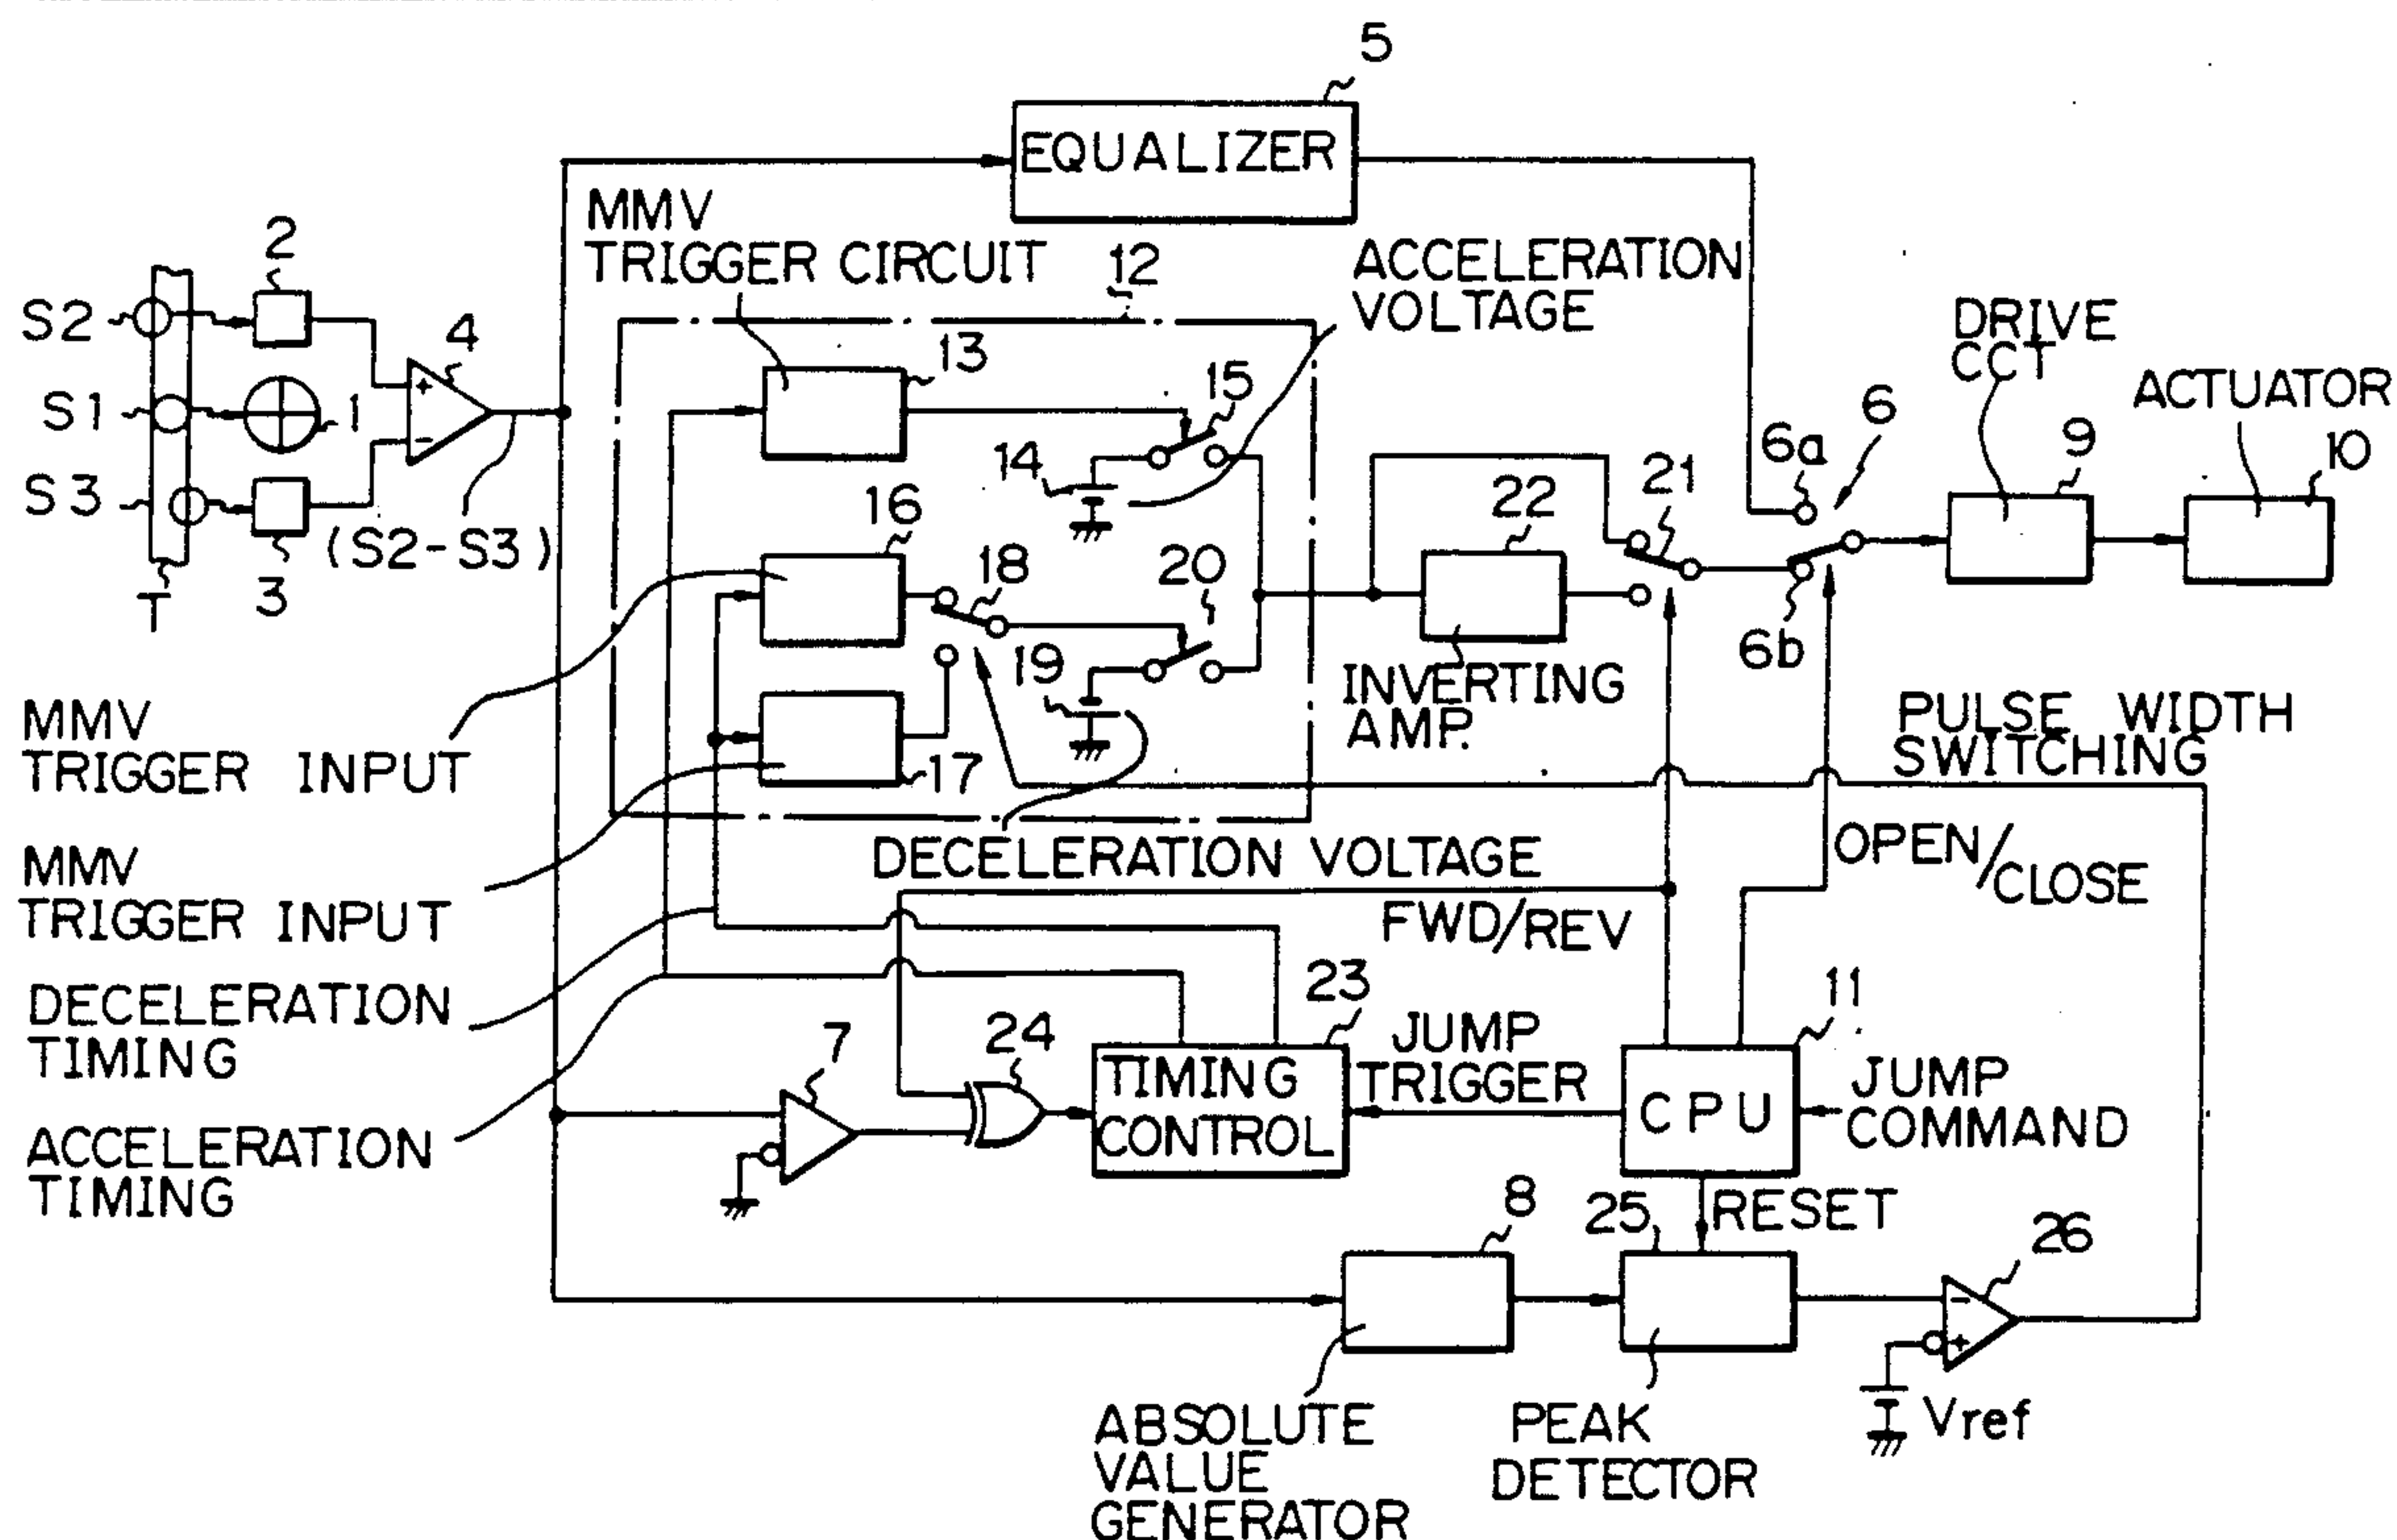 5
EQUALIZER
MMV
TRIGGER CIRCUIT
12
ACCELERATION
VOLTAGE
2
S2
4
13
15
DRIVE
CCT
ACTUATOR
6
10
S1
1
+
−
14
6a
21
9
S3
16
22
(S2-S3)
3
T
18
20
19
6b
INVERTING
AMP.
MMV
TRIGGER INPUT
17
PULSE WIDTH
SWITCHING
DECELERATION VOLTAGE
OPEN/CLOSE
MMV
TRIGGER INPUT
FWD/REV
DECELERATION
TIMING
23
11
7
24
JUMP
TRIGGER
TIMING
CONTROL
CPU
JUMP
COMMAND
ACCELERATION
TIMING
8
25
RESET
26
−
+
Vref
ABSOLUTE
VALUE
GENERATOR
PEAK
DETECTOR